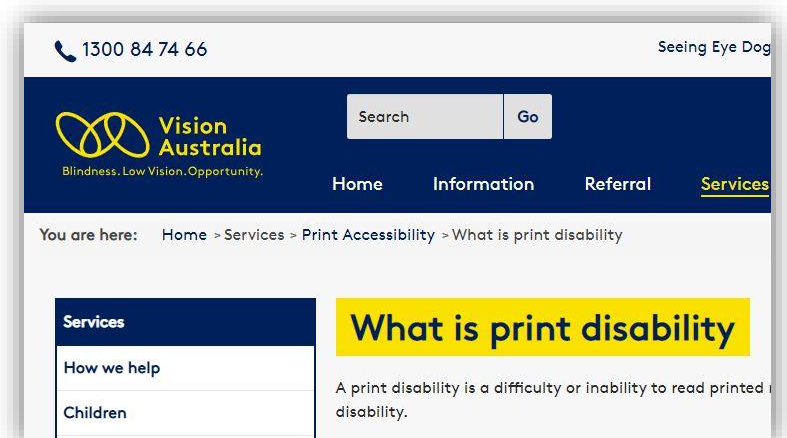 1300 84 74 66
Seeing Eye Dog
Vision
Australia
Blindness. Low Vision. Opportunity.
Search
Go
Home
Information
Referral
Services
You are here: Home > Services > Print Accessibility > What is print disability
Services
How we help
Children
What is print disability
A print disability is a difficulty or inability to read printed
disability.